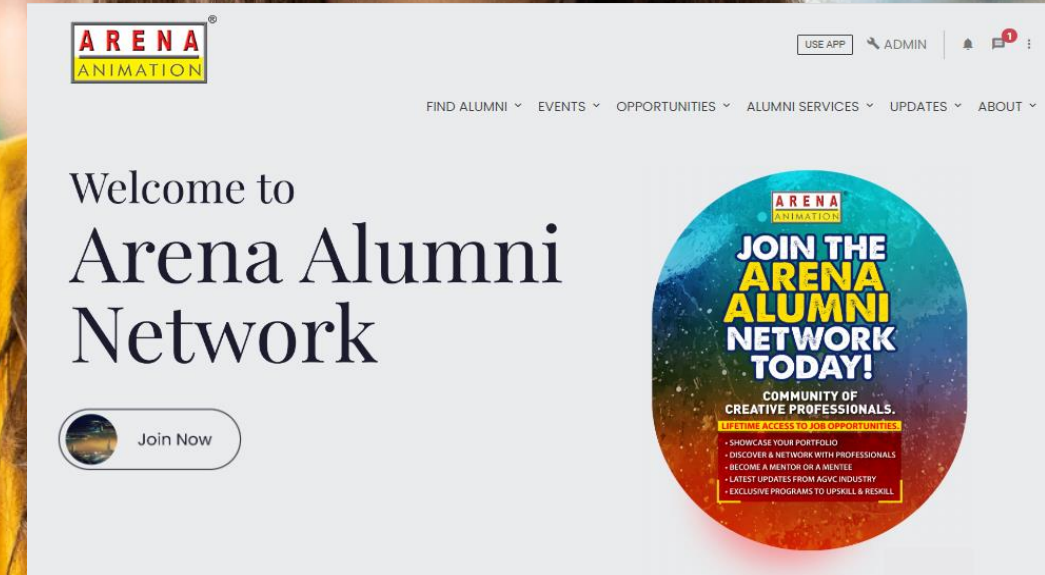 ARENA®
ANIMATION
USE APP ADMIN 1
FIND ALUMNI EVENTS OPPORTUNITIES ALUMNI SERVICES UPDATES ABOUT
Welcome to
Arena Alumni
Network
Join Now
ARENA
ANIMATION
JOIN THE
ARENA
ALUMNI
NETWORK
TODAY!
COMMUNITY OF
CREATIVE PROFESSIONALS.
LIFETIME ACCESS TO JOB OPPORTUNITIES.
• SHOWCASE YOUR PORTFOLIO
• DISCOVER & NETWORK WITH PROFESSIONALS
• BECOME A MENTOR OR A MENTEE
• LATEST UPDATES FROM AGVC INDUSTRY
• EXCLUSIVE PROGRAMS TO UPSKILL & RESKILL